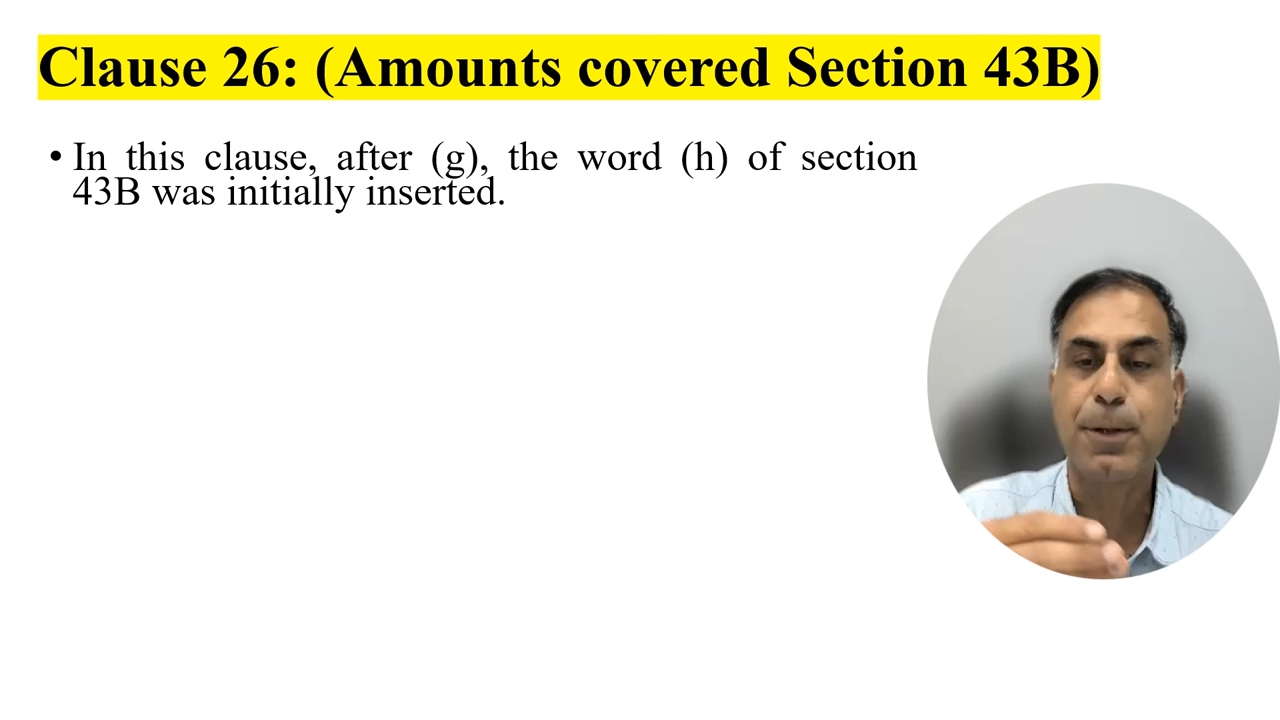 Clause 26: (Amounts covered Section 43B)
• In this clause, after (g), the word (h) of section
43B was initially inserted.